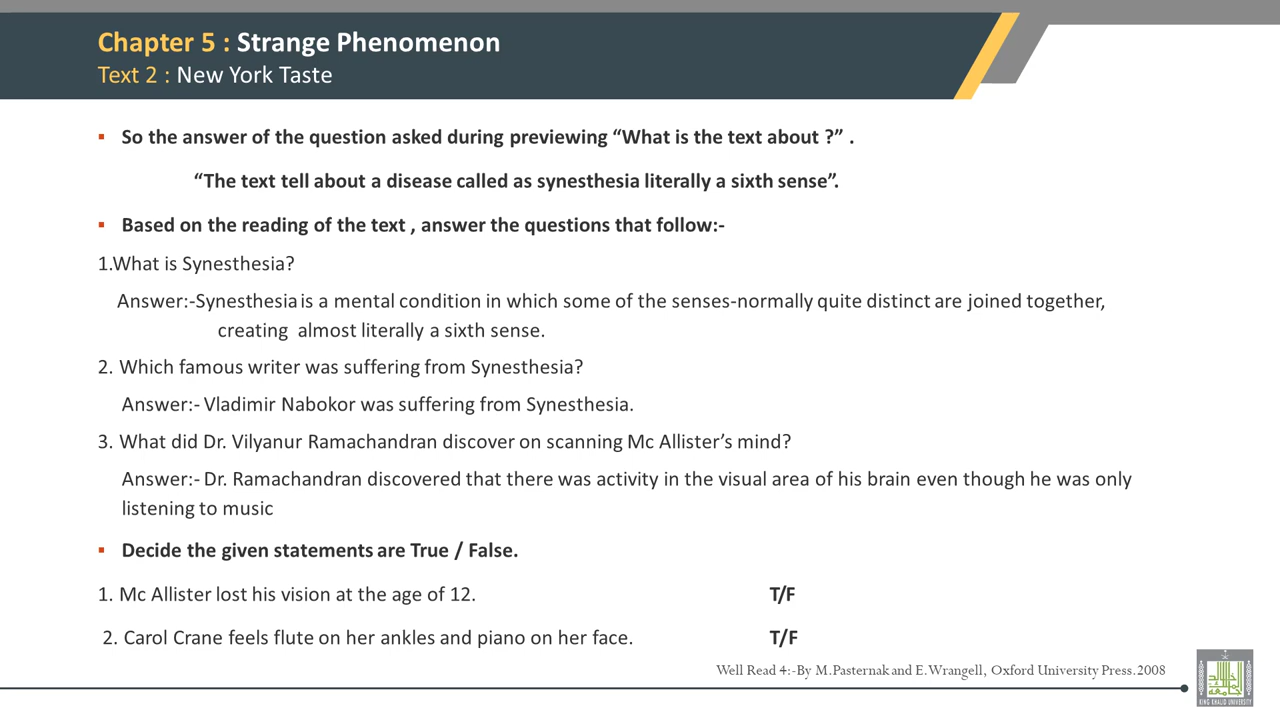 Chapter 5 : Strange Phenomenon
Text 2 : New York Taste
▪ So the answer of the question asked during previewing “What is the text about ?” .
“The text tell about a disease called as synesthesia literally a sixth sense”.
▪ Based on the reading of the text , answer the questions that follow:-
1.What is Synesthesia?
Answer:-Synesthesia is a mental condition in which some of the senses-normally quite distinct are joined together,
creating almost literally a sixth sense.
2. Which famous writer was suffering from Synesthesia?
Answer:- Vladimir Nabokor was suffering from Synesthesia.
3. What did Dr. Vilyanur Ramachandran discover on scanning Mc Allister’s mind?
Answer:- Dr. Ramachandran discovered that there was activity in the visual area of his brain even though he was only
listening to music
▪ Decide the given statements are True / False.
1. Mc Allister lost his vision at the age of 12. T/F
2. Carol Crane feels flute on her ankles and piano on her face. T/F
Well Read 4:-By M.Pasternak and E.Wrangell, Oxford University Press.2008
KING KHALID UNIVERSITY